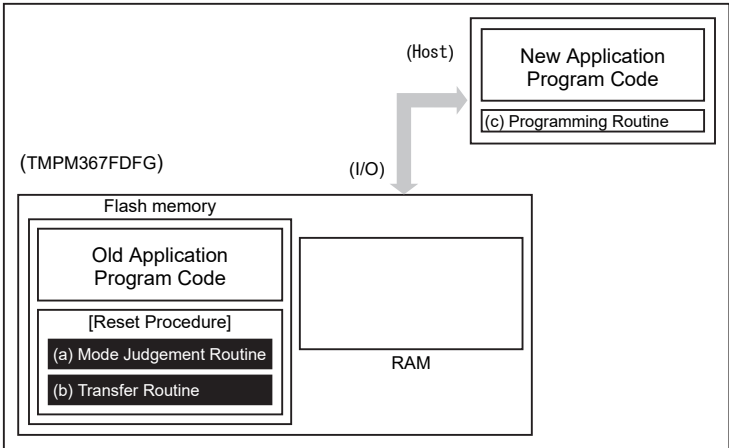 (Host)
New Application
Program Code
(c) Programming Routine
(TMPM367FDFG)
(I/O)
Flash memory
Old Application
Program Code
[Reset Procedure]
(a) Mode Judgement Routine
(b) Transfer Routine
RAM